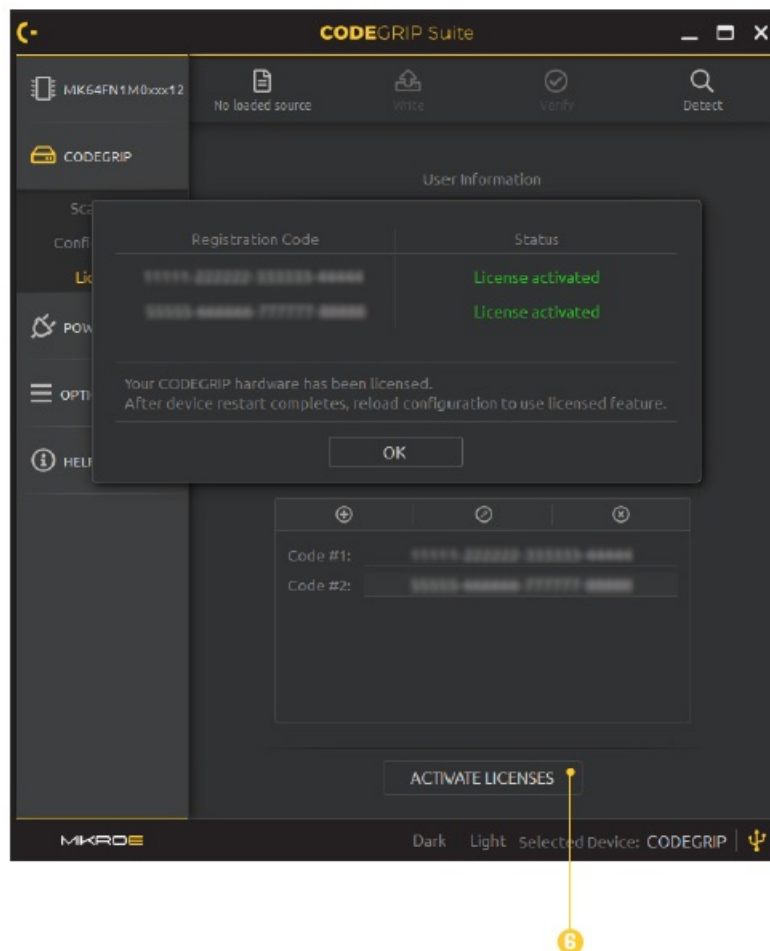 CODEGRIP Suite
MK64FN1M0xxx12
No loaded source
Write
Verify
Detect
CODEGRIP
User Information
Registration Code
Status
License activated
License activated
Your CODEGRIP hardware has been licensed.
After device restart completes, reload configuration to use licensed feature.
OK
Code #1:
Code #2:
ACTIVATE LICENSES
MKROE
Dark Light Selected Device: CODEGRIP
6